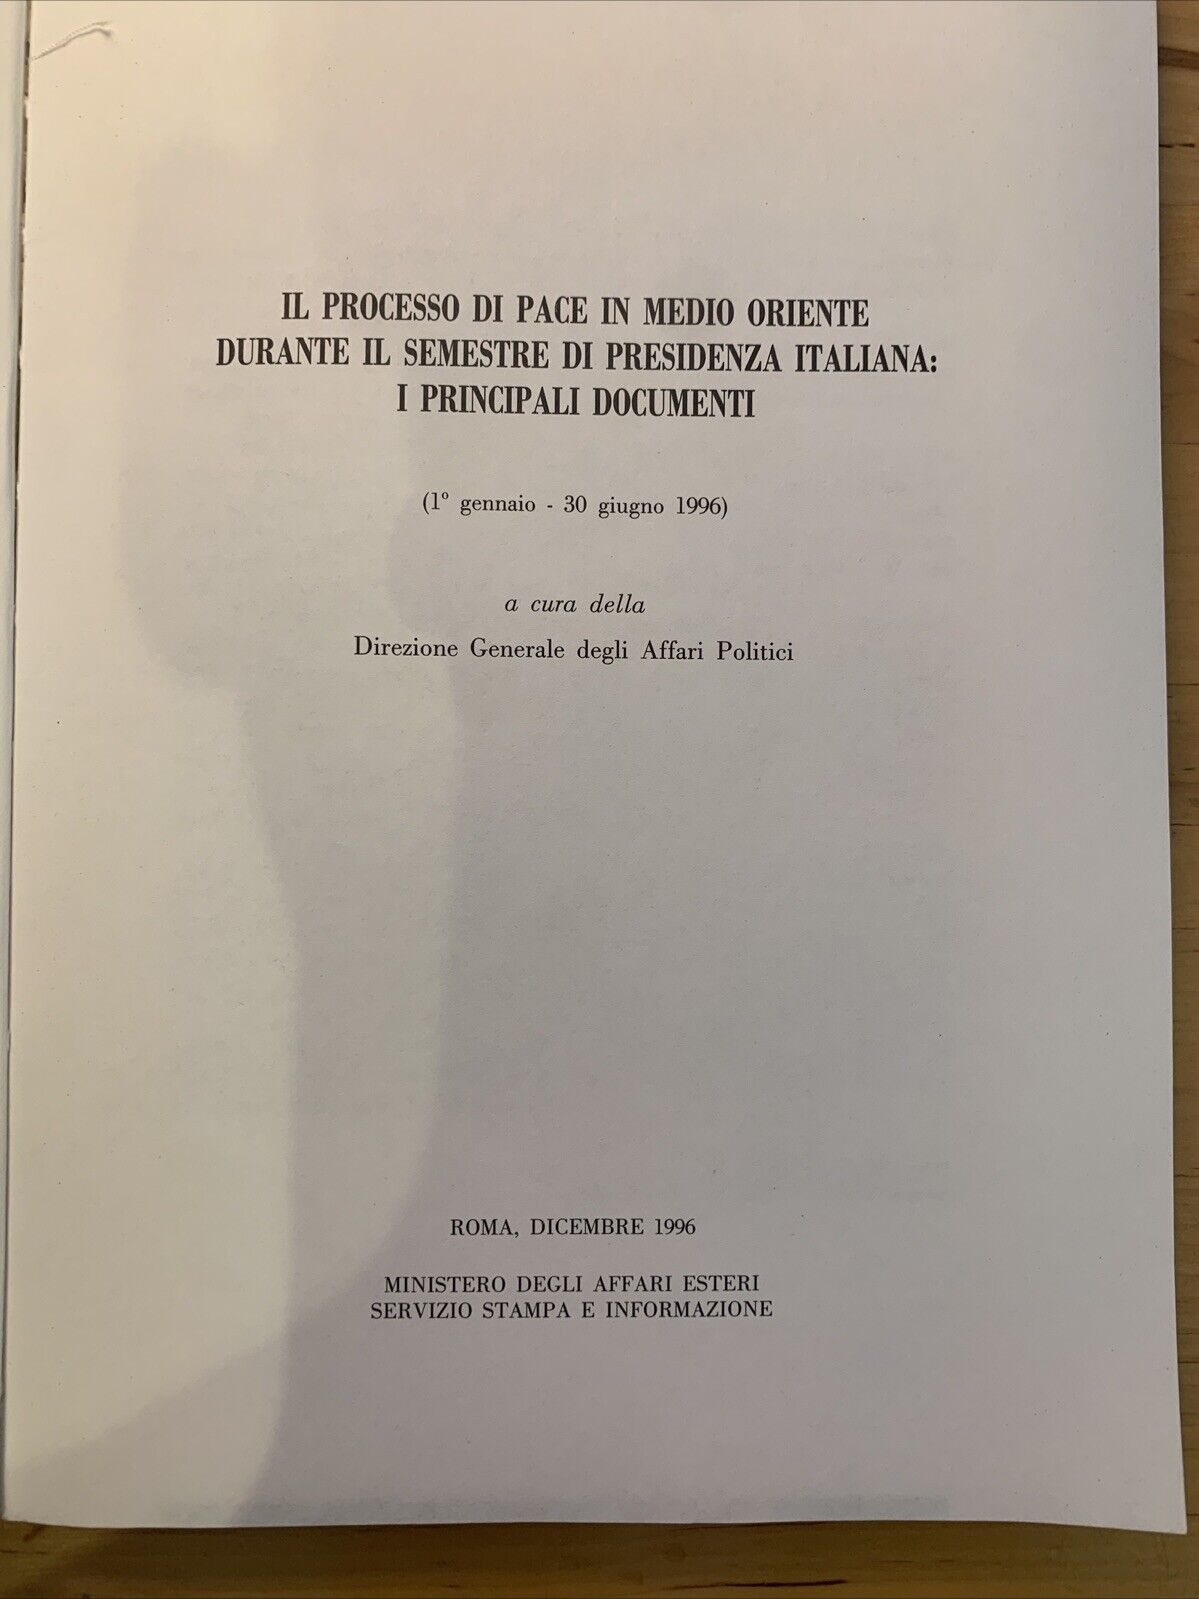 IL PROCESSO DI PACE IN MEDIO ORIENTE
DURANTE IL SEMESTRE DI PRESIDENZA ITALIANA:
I PRINCIPALI DOCUMENTI
(1º gennaio - 30 giugno 1996)
a cura della
Direzione Generale degli Affari Politici
ROMA, DICEMBRE 1996
MINISTERO DEGLI AFFARI ESTERI
SERVIZIO STAMPA E INFORMAZIONE